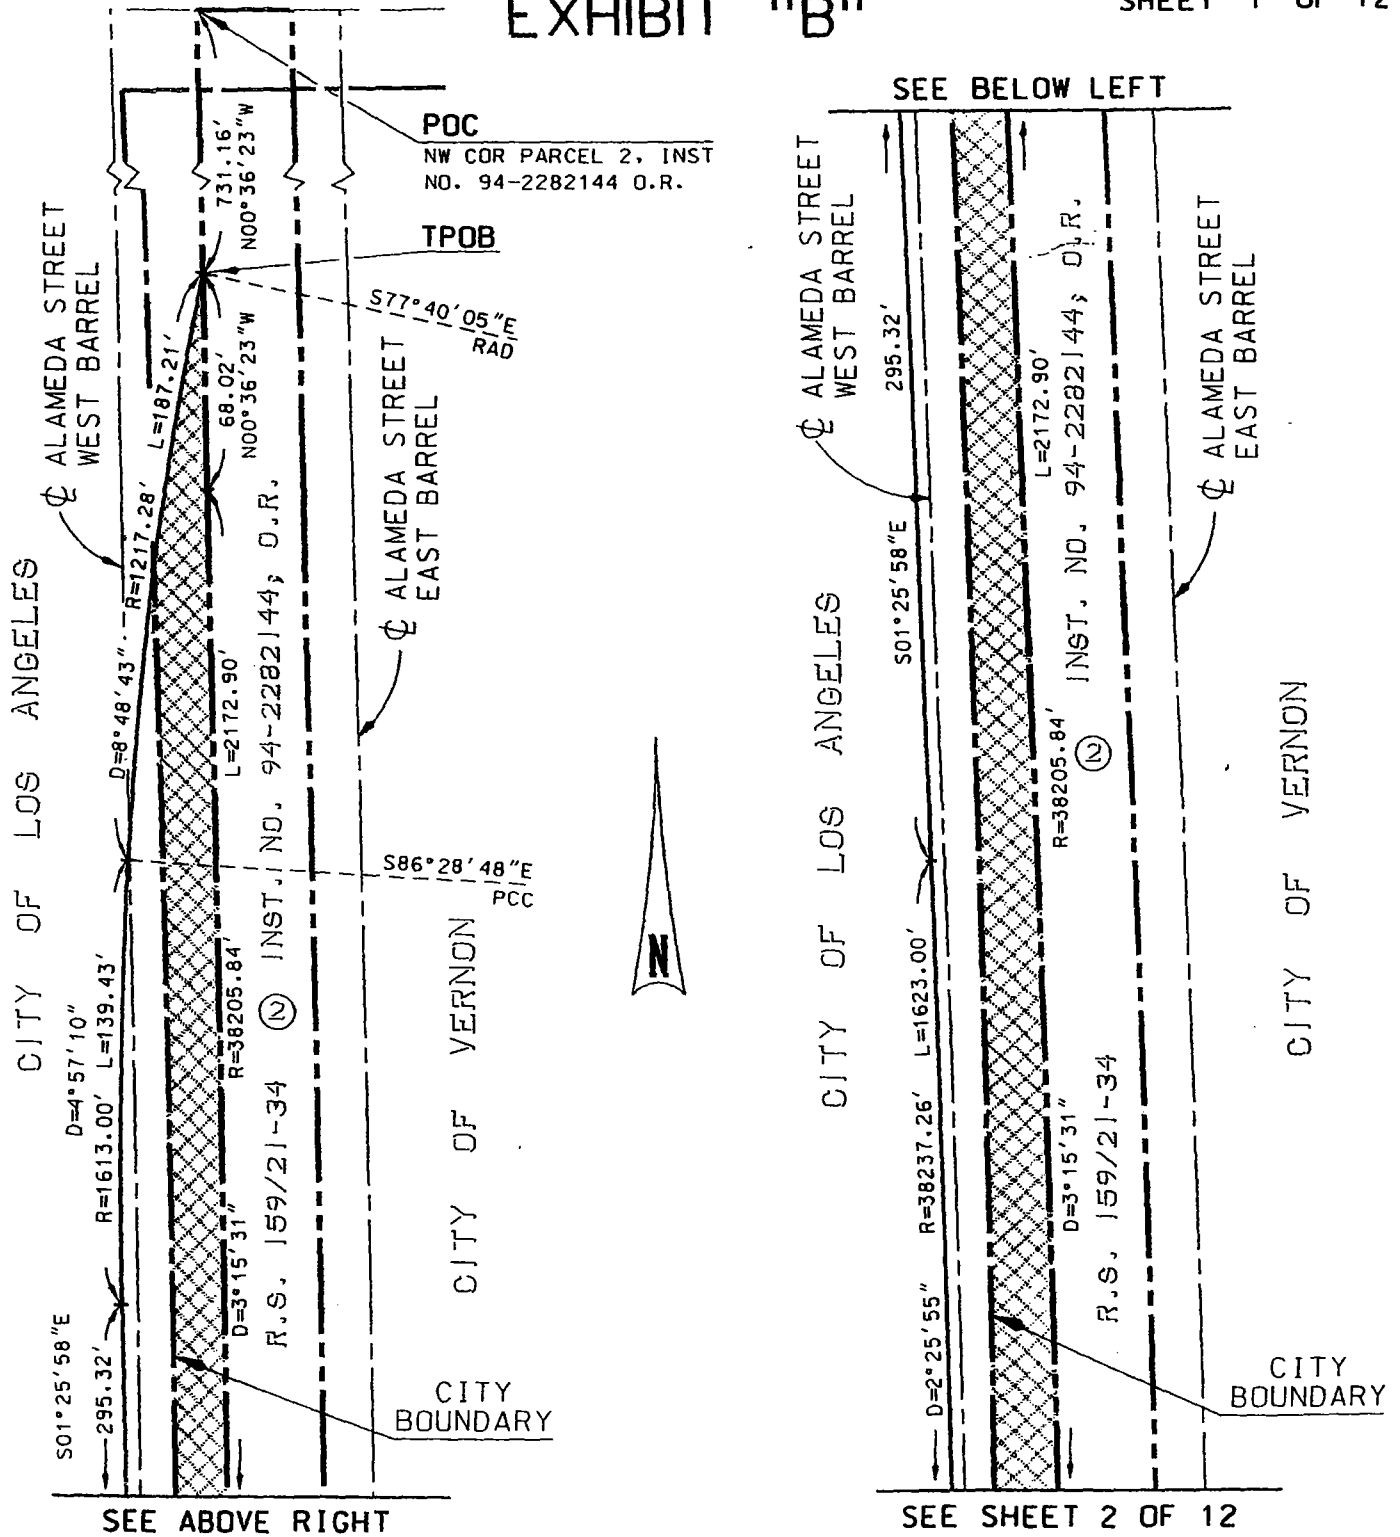 EXHIBIT "B"
SHEET 1 OF 12
POC
NW COR PARCEL 2, INST
NO. 94-2282144 O.R.
731.16'
N00°36'23"W
TPOB
S77°40'05"E
RAD
℄ ALAMEDA STREET
WEST BARREL
L=187.21'
R=1217.28'
D=8°48'43"
68.02'
N00°36'23"W
℄ ALAMEDA STREET
EAST BARREL
CITY OF LOS ANGELES
L=2172.90'
R=38205.84'
D=3°15'31"
INST. NO. 94-2282144; O.R.
2
R.S. 159/21-34
S86°28'48"E
PCC
CITY OF VERNON
D=4°57'10"
R=1613.00' L=139.43'
S01°25'58"E
295.32'
CITY
BOUNDARY
SEE ABOVE RIGHT
N
SEE BELOW LEFT
℄ ALAMEDA STREET
WEST BARREL
295.32'
S01°25'58"E
L=2172.90'
R=38205.84'
D=3°15'31"
INST. NO. 94-2282144; O.R.
2
R.S. 159/21-34
℄ ALAMEDA STREET
EAST BARREL
CITY OF LOS ANGELES
CITY OF VERNON
L=1623.00'
R=38237.26'
D=2°25'55"
CITY
BOUNDARY
SEE SHEET 2 OF 12